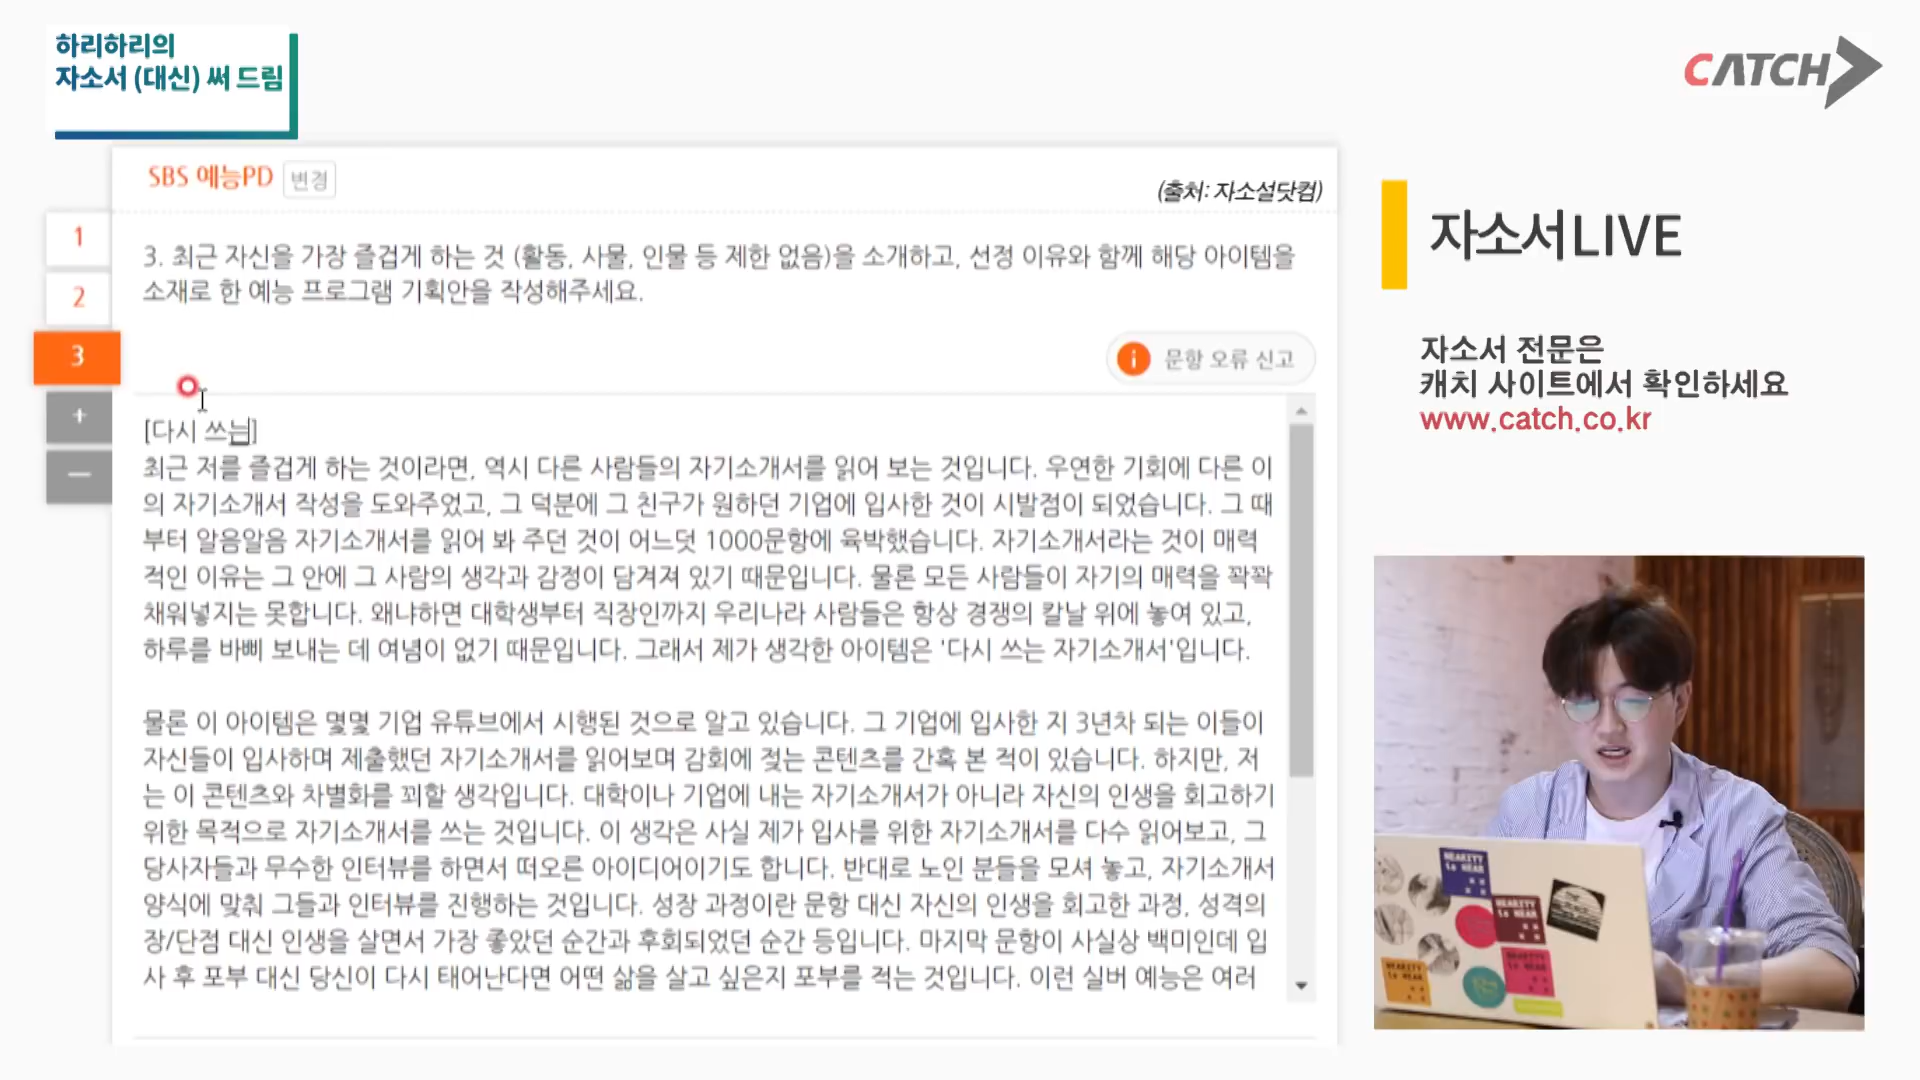 하리하리의
자소서 (대신) 써 드림
CATCH
SBS 예능PD
변경
(출처: 자소설닷컴)
1
2
3
+
–
3. 최근 자신을 가장 즐겁게 하는 것 (활동, 사물, 인물 등 제한 없음)을 소개하고, 선정 이유와 함께 해당 아이템을
소재로 한 예능 프로그램 기획안을 작성해주세요.
문항 오류 신고
[다시 쓰님]
최근 저를 즐겁게 하는 것이라면, 역시 다른 사람들의 자기소개서를 읽어 보는 것입니다. 우연한 기회에 다른 이
의 자기소개서 작성을 도와주었고, 그 덕분에 그 친구가 원하던 기업에 입사한 것이 시발점이 되었습니다. 그 때
부터 알음알음 자기소개서를 읽어 봐 주던 것이 어느덧 1000문항에 육박했습니다. 자기소개서라는 것이 매력
적인 이유는 그 안에 그 사람의 생각과 감정이 담겨져 있기 때문입니다. 물론 모든 사람들이 자기의 매력을 꽉꽉
채워넣지는 못합니다. 왜냐하면 대학생부터 직장인까지 우리나라 사람들은 항상 경쟁의 칼날 위에 놓여 있고,
하루를 바삐 보내는 데 여념이 없기 때문입니다. 그래서 제가 생각한 아이템은 '다시 쓰는 자기소개서'입니다.
물론 이 아이템은 몇몇 기업 유튜브에서 시행된 것으로 알고 있습니다. 그 기업에 입사한 지 3년차 되는 이들이
자신들이 입사하며 제출했던 자기소개서를 읽어보며 감회에 젖는 콘텐츠를 간혹 본 적이 있습니다. 하지만, 저
는 이 콘텐츠와 차별화를 꾀할 생각입니다. 대학이나 기업에 내는 자기소개서가 아니라 자신의 인생을 회고하기
위한 목적으로 자기소개서를 쓰는 것입니다. 이 생각은 사실 제가 입사를 위한 자기소개서를 다수 읽어보고, 그
당사자들과 무수한 인터뷰를 하면서 떠오른 아이디어이기도 합니다. 반대로 노인 분들을 모셔 놓고, 자기소개서
양식에 맞춰 그들과 인터뷰를 진행하는 것입니다. 성장 과정이란 문항 대신 자신의 인생을 회고한 과정, 성격의
장/단점 대신 인생을 살면서 가장 좋았던 순간과 후회되었던 순간 등입니다. 마지막 문항이 사실상 백미인데 입
사 후 포부 대신 당신이 다시 태어난다면 어떤 삶을 살고 싶은지 포부를 적는 것입니다. 이런 실버 예능은 여러
자소서LIVE
자소서 전문은
캐치 사이트에서 확인하세요
www.catch.co.kr